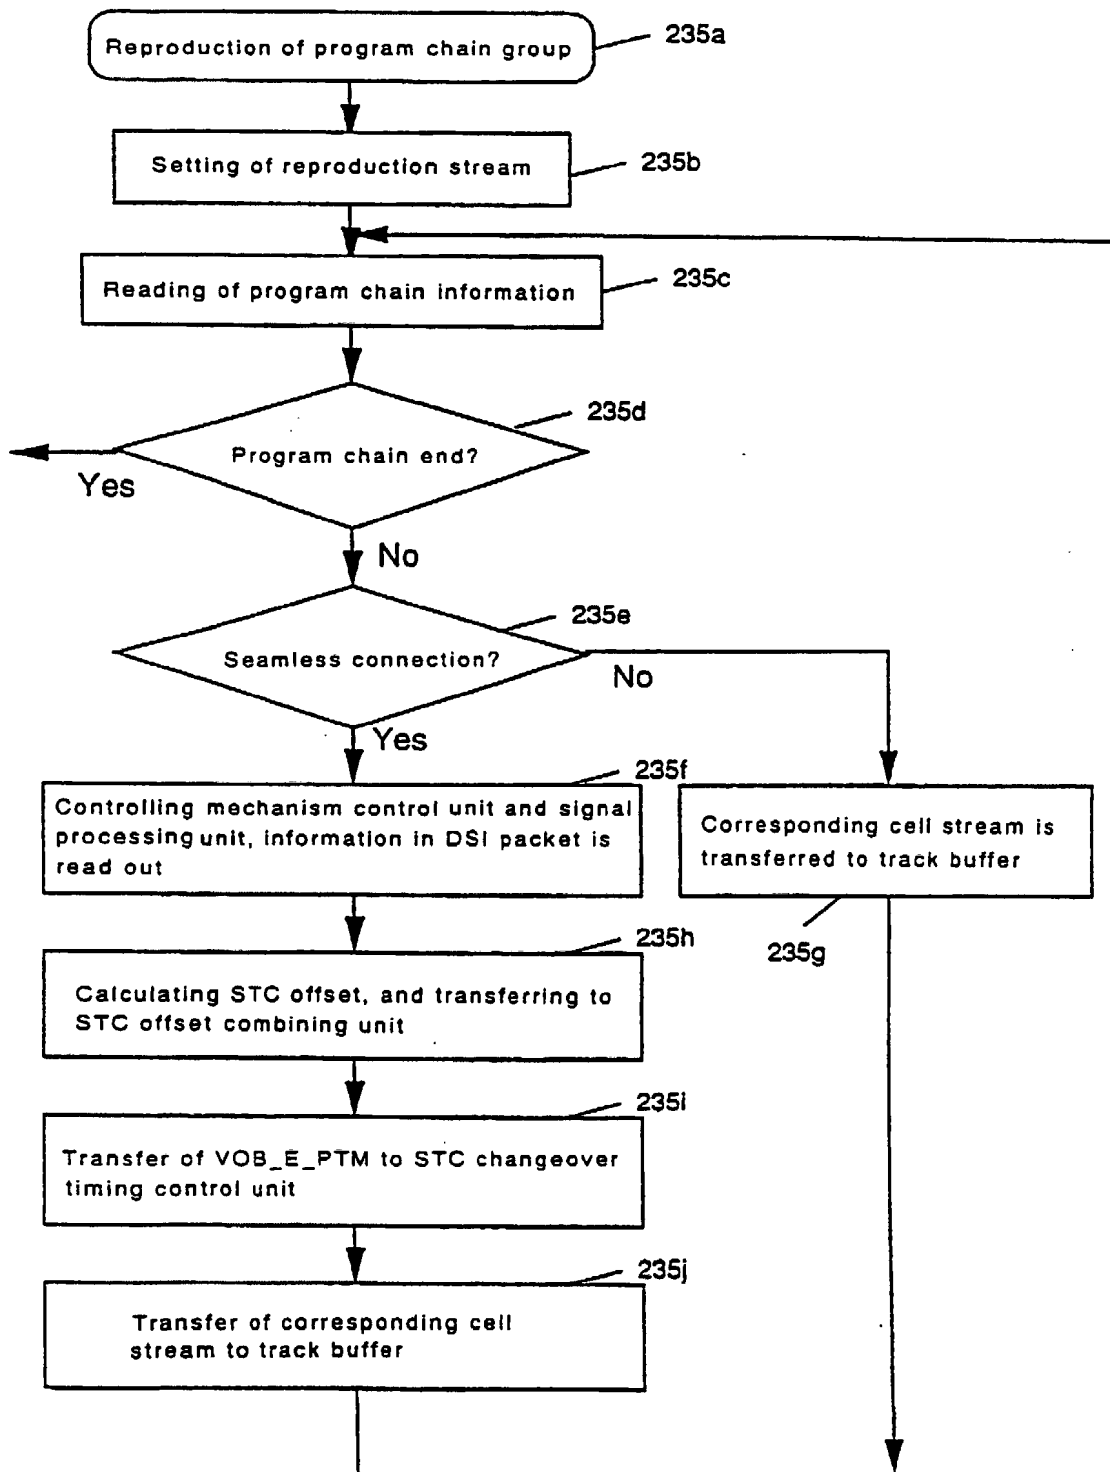 Reproduction of program chain group
235a
Setting of reproduction stream
235b
Reading of program chain information
235c
235d
Program chain end?
Yes
No
235e
Seamless connection?
No
Yes
235f
Controlling mechanism control unit and signal
processing unit, information in DSI packet is
read out
Corresponding cell stream is
transferred to track buffer
235g
235h
Calculating STC offset, and transferring to
STC offset combining unit
235i
Transfer of VOB_E_PTM to STC changeover
timing control unit
235j
Transfer of corresponding cell
stream to track buffer